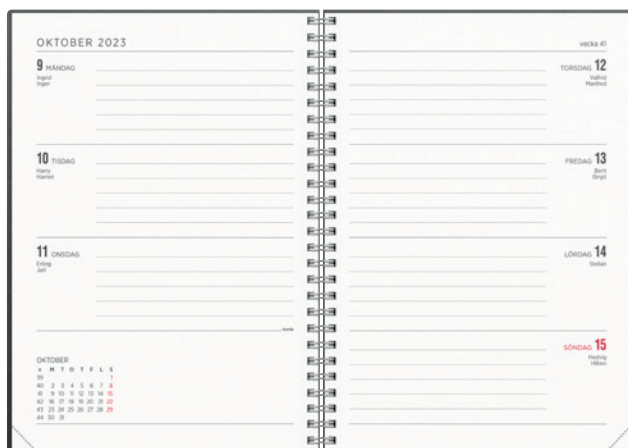 OKTOBER 2023
9 MÅNDAG
Ingrid
Inger
10 TISDAG
Harry
Harriet
11 ONSDAG
Erling
Jarl
burde
OKTOBER
v M T O T F L S
39 1
40 2 3 4 5 6 7 8
41 9 10 11 12 13 14 15
42 16 17 18 19 20 21 22
43 23 24 25 26 27 28 29
44 30 31
vecka 41
TORSDAG 12
Valfrid
Manfred
FREDAG 13
Berit
Birgit
LÖRDAG 14
Stellan
SÖNDAG 15
Hedvig
Hillevi